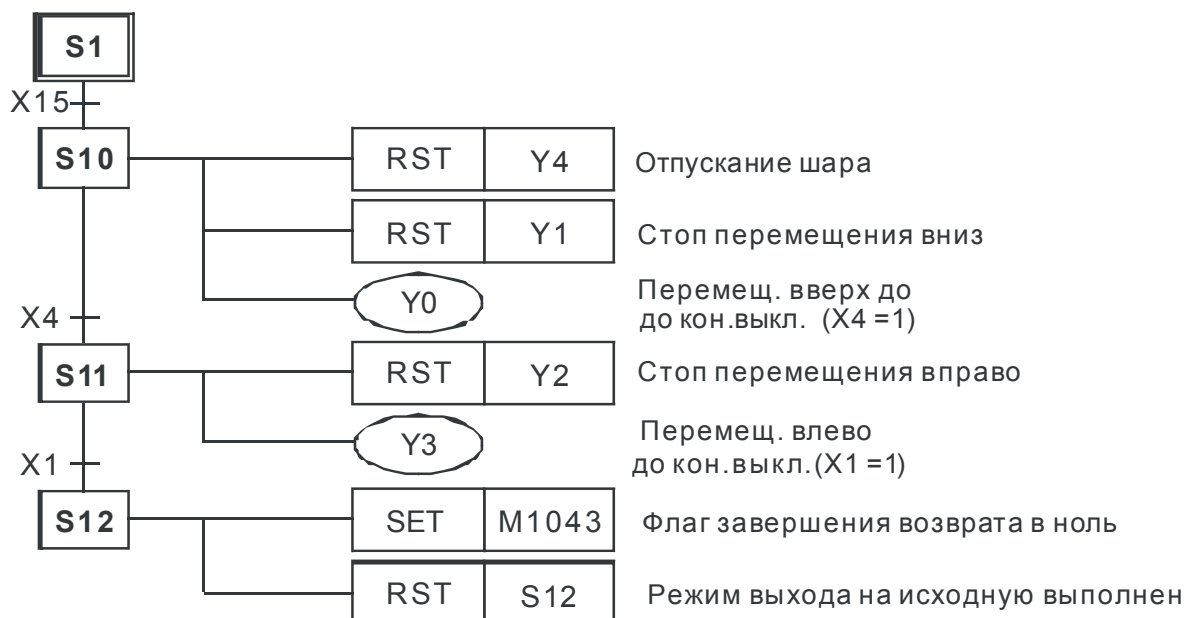 S1
X15
S10
RST Y4 Отпускание шара
RST Y1 Стоп перемещения вниз
Y0 Перемещ. вверх до
до кон.выкл. (X4 =1)
X4
S11
RST Y2 Стоп перемещения вправо
Y3 Перемещ. влево
до кон.выкл.(X1 =1)
X1
S12
SET M1043 Флаг завершения возврата в ноль
RST S12 Режим выхода на исходную выполнен